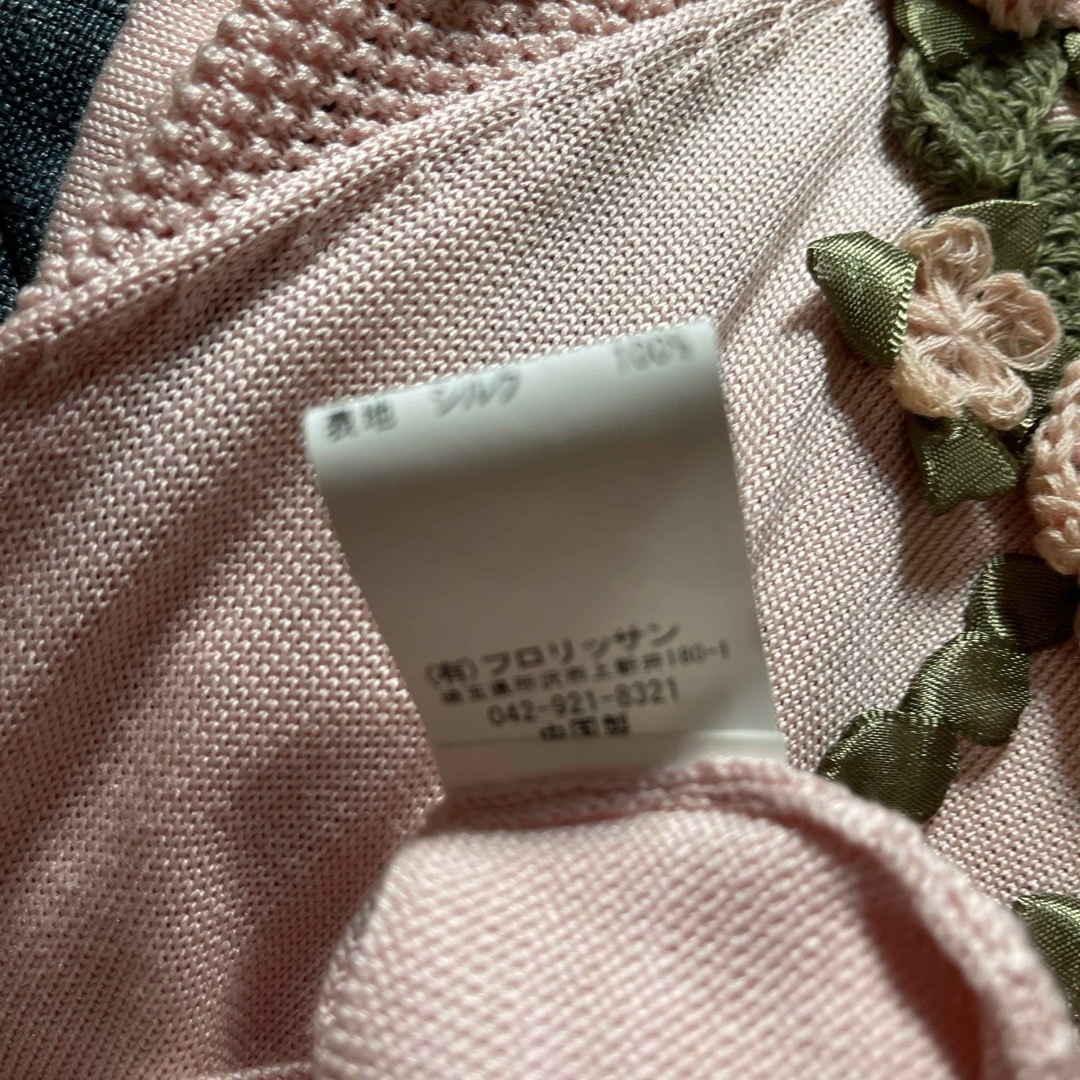 表地 シルク 100%
(有)フロリッサン
埼玉県所沢市上新井180-1
042-921-8321
中国製